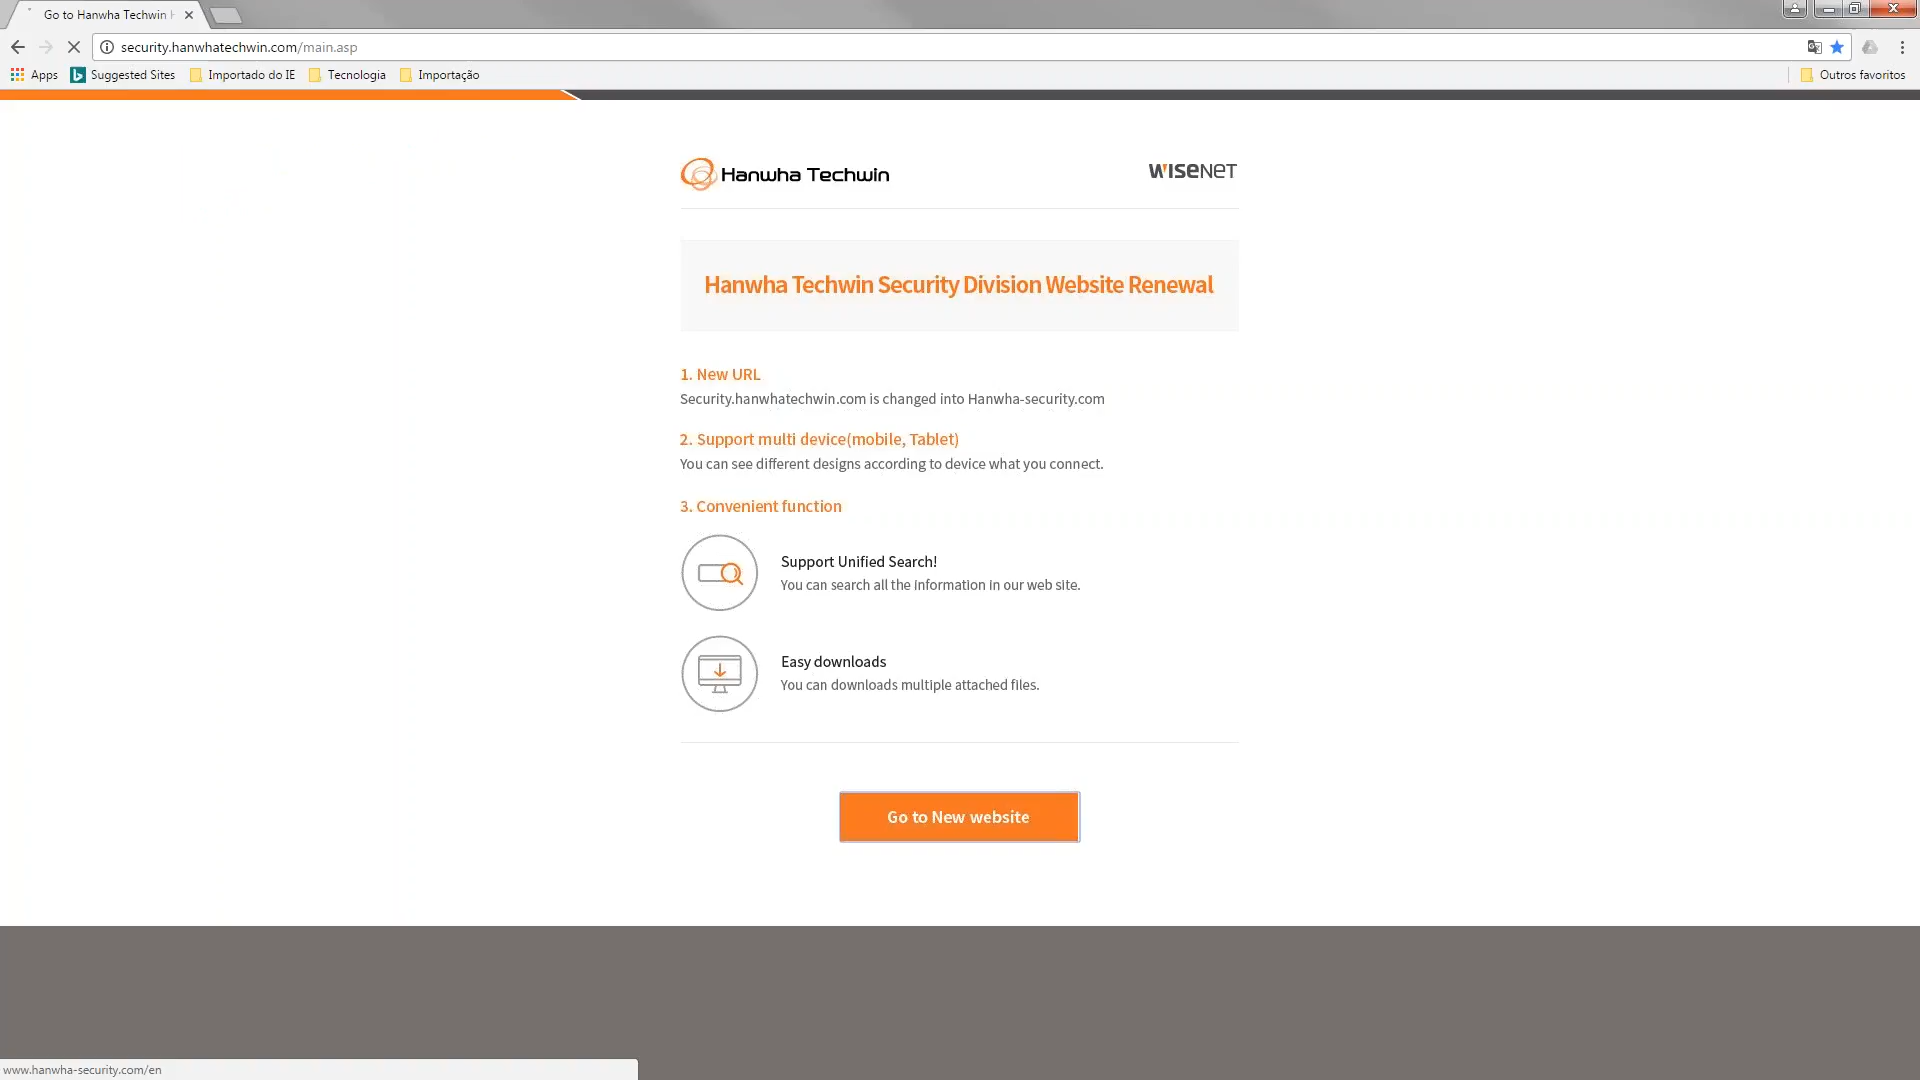 Go to Hanwha Techwin
security.hanwhatechwin.com/main.asp
Apps
Suggested Sites
Importado do IE
Tecnologia
Importação
Outros favoritos
Hanwha Techwin
WISENET
Hanwha Techwin Security Division Website Renewal
1. New URL
Security.hanwhatechwin.com is changed into Hanwha-security.com
2. Support multi device(mobile, Tablet)
You can see different designs according to device what you connect.
3. Convenient function
Support Unified Search!
You can search all the information in our web site.
Easy downloads
You can downloads multiple attached files.
Go to New website
www.hanwha-security.com/en